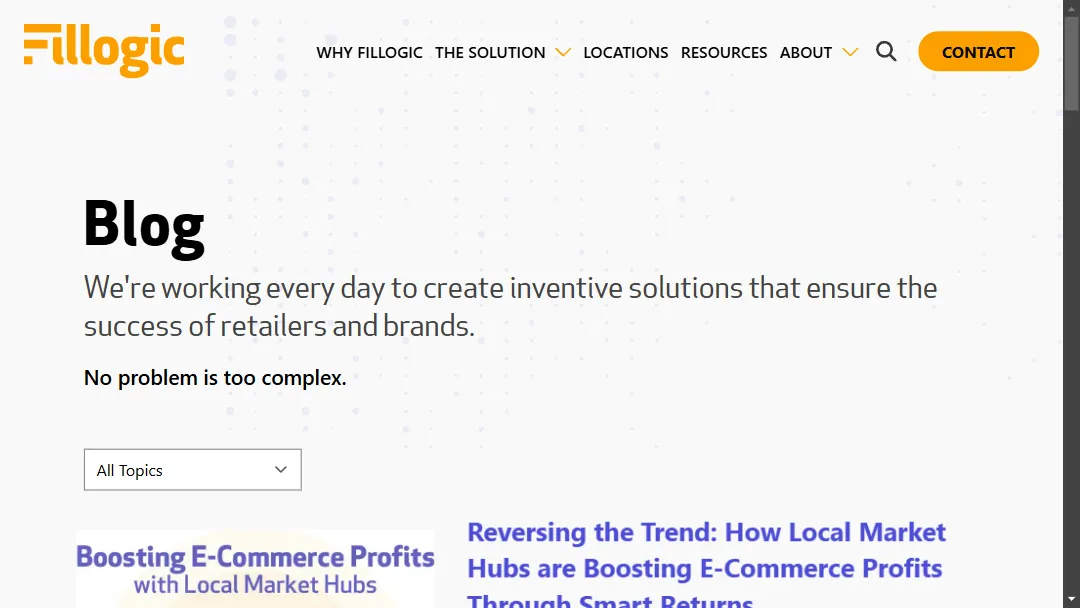 Fillogic
WHY FILLOGIC THE SOLUTION LOCATIONS RESOURCES ABOUT CONTACT
Blog
We're working every day to create inventive solutions that ensure the
success of retailers and brands.
No problem is too complex.
All Topics
Boosting E-Commerce Profits
with Local Market Hubs
Reversing the Trend: How Local Market
Hubs are Boosting E-Commerce Profits
Through Smart Returns